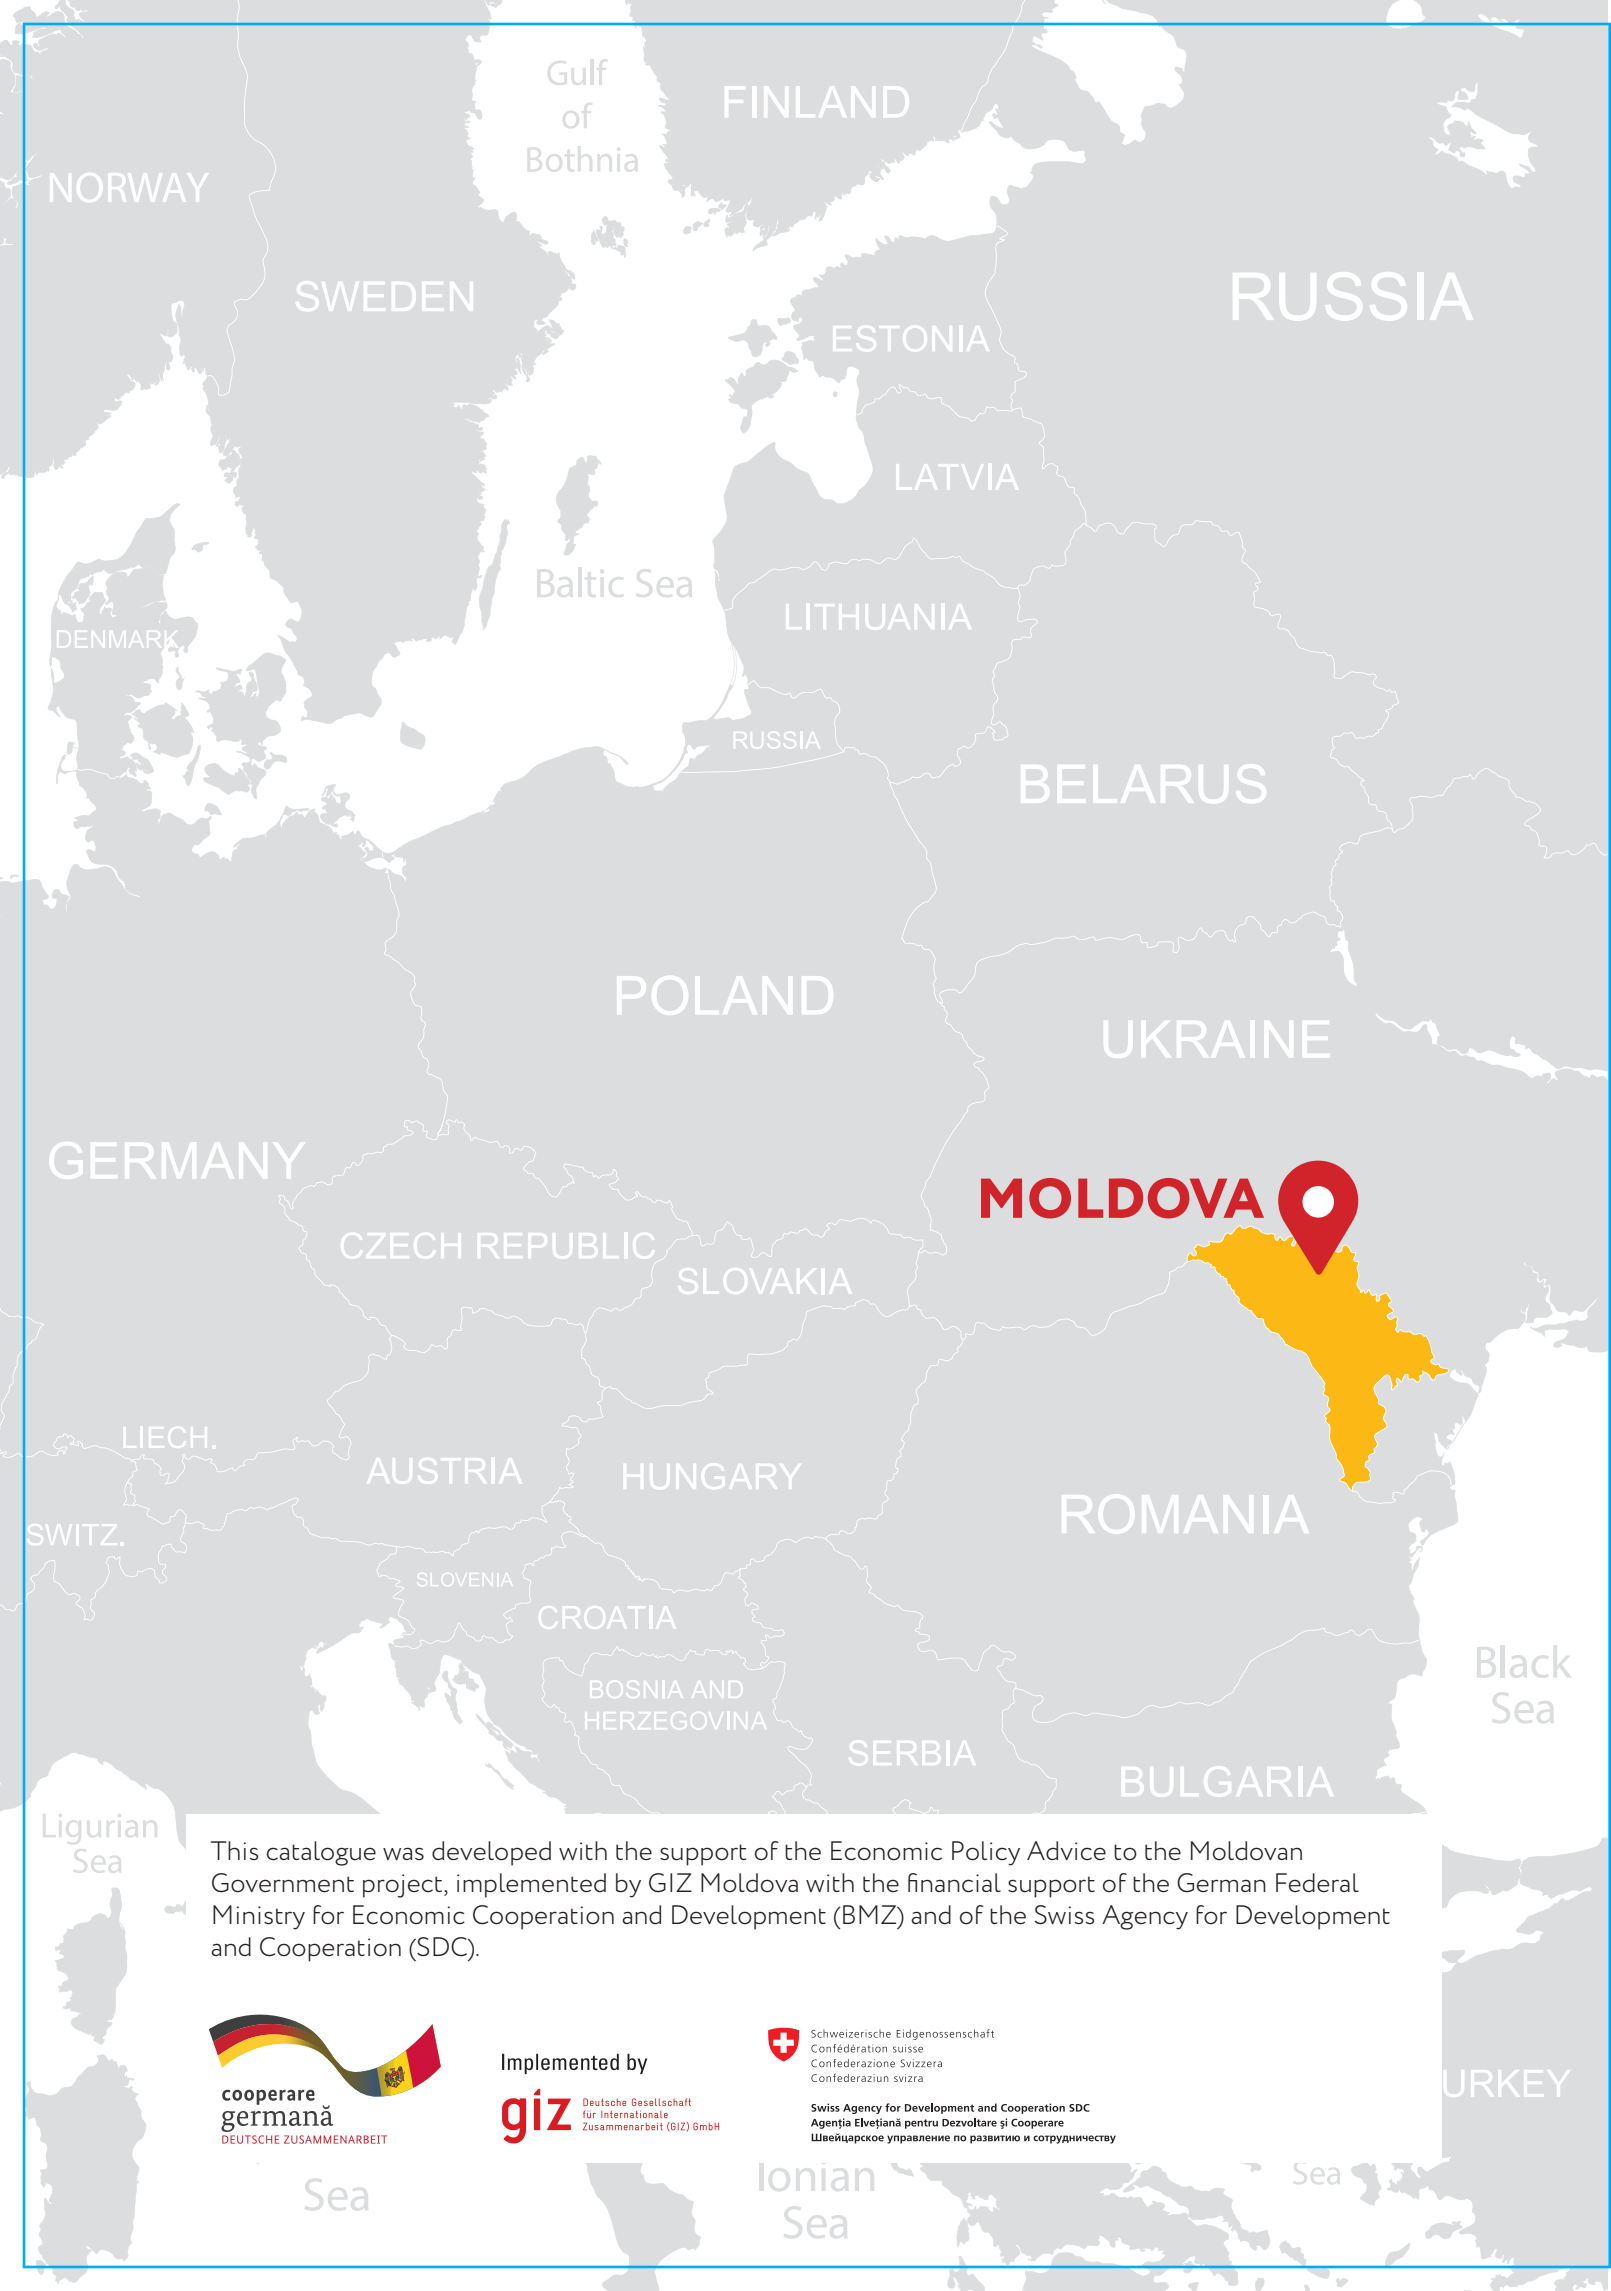 Gulf
of
Bothnia
FINLAND
NORWAY
SWEDEN
RUSSIA
ESTONIA
LATVIA
Baltic Sea
LITHUANIA
DENMARK
RUSSIA
BELARUS
POLAND
UKRAINE
GERMANY
MOLDOVA
CZECH REPUBLIC
SLOVAKIA
LIECH.
AUSTRIA
HUNGARY
ROMANIA
SWITZ.
SLOVENIA
CROATIA
Black
Sea
BOSNIA AND
HERZEGOVINA
SERBIA
BULGARIA
Ligurian
Sea
This catalogue was developed with the support of the Economic Policy Advice to the Moldovan
Government project, implemented by GIZ Moldova with the financial support of the German Federal
Ministry for Economic Cooperation and Development (BMZ) and of the Swiss Agency for Development
and Cooperation (SDC).
cooperare
germană
DEUTSCHE ZUSAMMENARBEIT
Implemented by
giz
Deutsche Gesellschaft
für Internationale
Zusammenarbeit (GIZ) GmbH
Schweizerische Eidgenossenschaft
Confédération suisse
Confederazione Svizzera
Confederaziun svizra
Swiss Agency for Development and Cooperation SDC
Agenția Elvețiană pentru Dezvoltare și Cooperare
Швейцарское управление по развитию и сотрудничеству
URKEY
Sea
Ionian
Sea
Sea